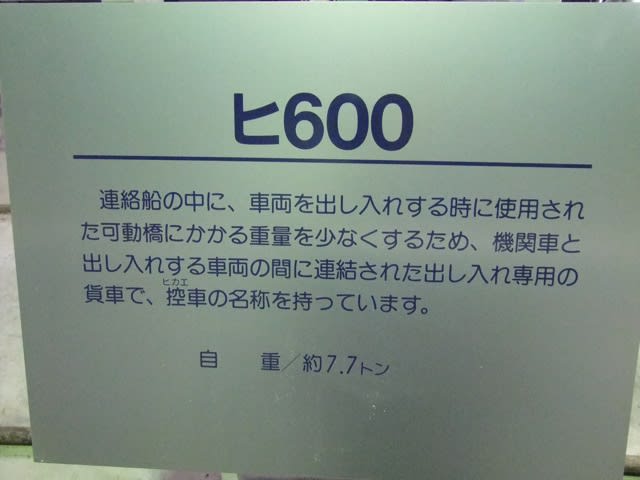 ヒ600
連絡船の中に、車両を出し入れする時に使用され
た可動橋にかかる重量を少なくするため、機関車と
出し入れする車両の間に連結された出し入れ専用の
ヒカエ
貨車で、控車の名称を持っています。
自　重／約7.7トン